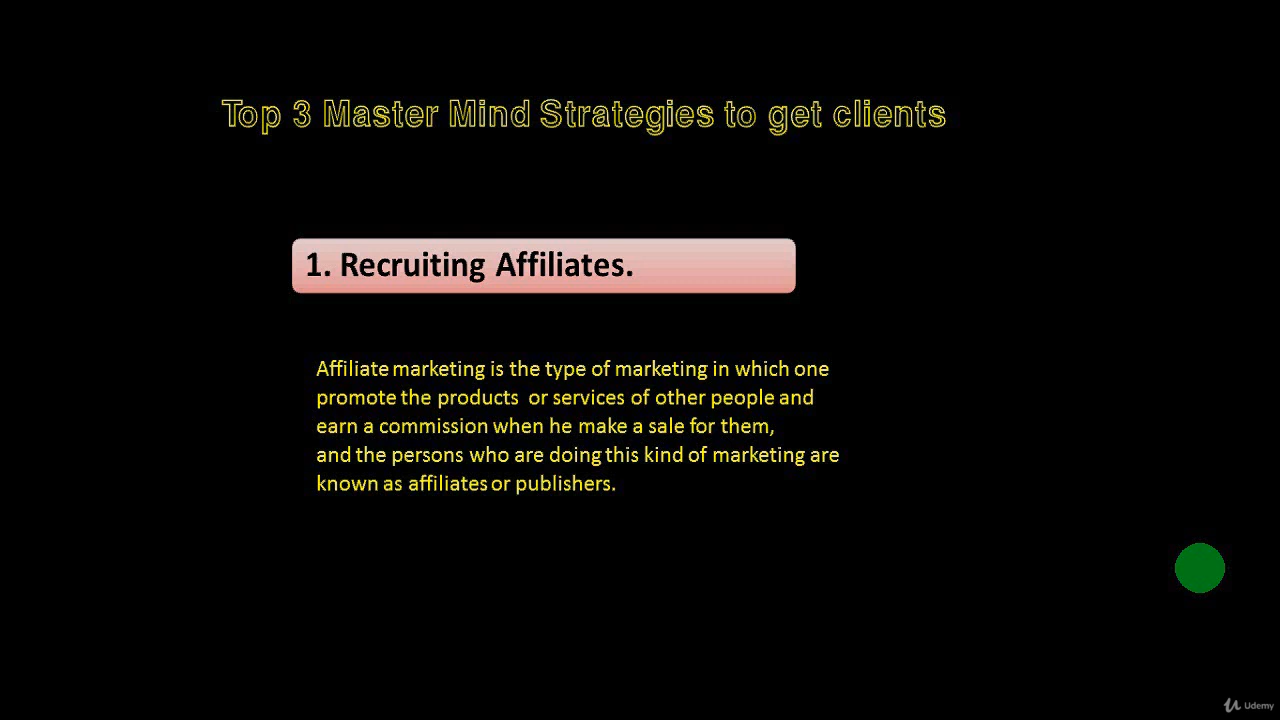 Top 3 Master Mind Strategies to get clients
1. Recruiting Affiliates.
Affiliate marketing is the type of marketing in which one
promote the products or services of other people and
earn a commission when he make a sale for them,
and the persons who are doing this kind of marketing are
known as affiliates or publishers.
Udemy